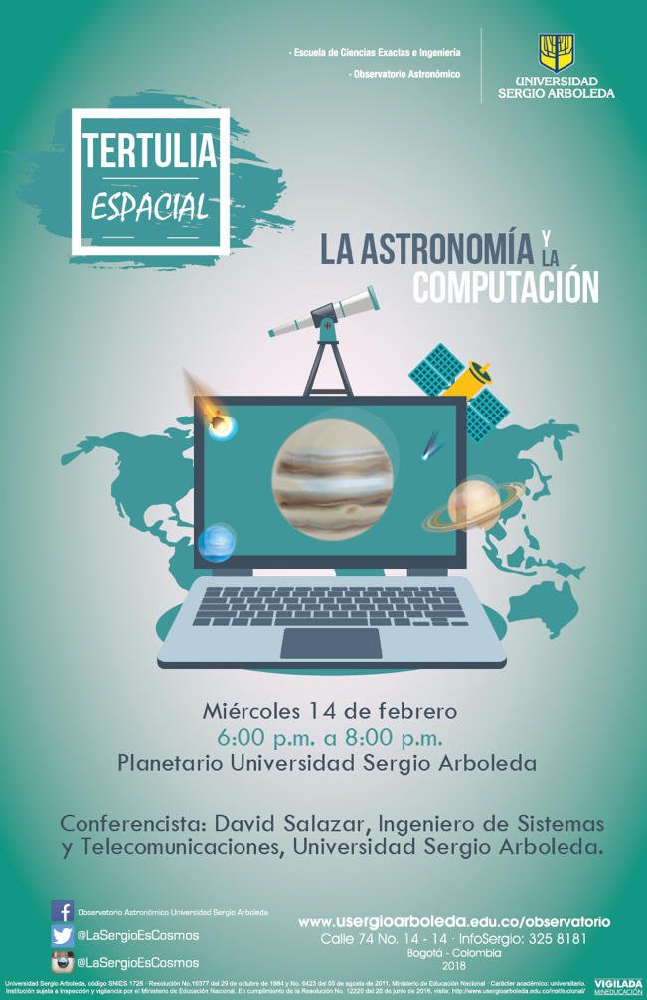 · Escuela de Ciencias Exactas e Ingeniería
· Observatorio Astronómico
UNIVERSIDAD
SERGIO ARBOLEDA
TERTULIA
ESPACIAL
LA ASTRONOMÍA Y LA
COMPUTACIÓN
Miércoles 14 de febrero
6:00 p.m. a 8:00 p.m.
Planetario Universidad Sergio Arboleda
Conferencista: David Salazar, Ingeniero de Sistemas
y Telecomunicaciones, Universidad Sergio Arboleda.
Observatorio Astronómico Universidad Sergio Arboleda
@LaSergioEsCosmos
@LaSergioEsCosmos
www.usergioarboleda.edu.co/observatorio
Calle 74 No. 14 - 14 · InfoSergio: 325 8181
Bogotá - Colombia
2018
Universidad Sergio Arboleda, código SNIES 1728 · Resolución No.16377 del 29 de octubre de 1984 y No. 6423 del 05 de agosto de 2011, Ministerio de Educación Nacional · Carácter académico: universitario.
Institución sujeta a inspección y vigilancia por el Ministerio de Educación Nacional. En cumplimiento de la Resolución No. 12220 del 20 de junio de 2016, visite: http://www.usergioarboleda.edu.co/institucional/
VIGILADA
MINEDUCACIÓN